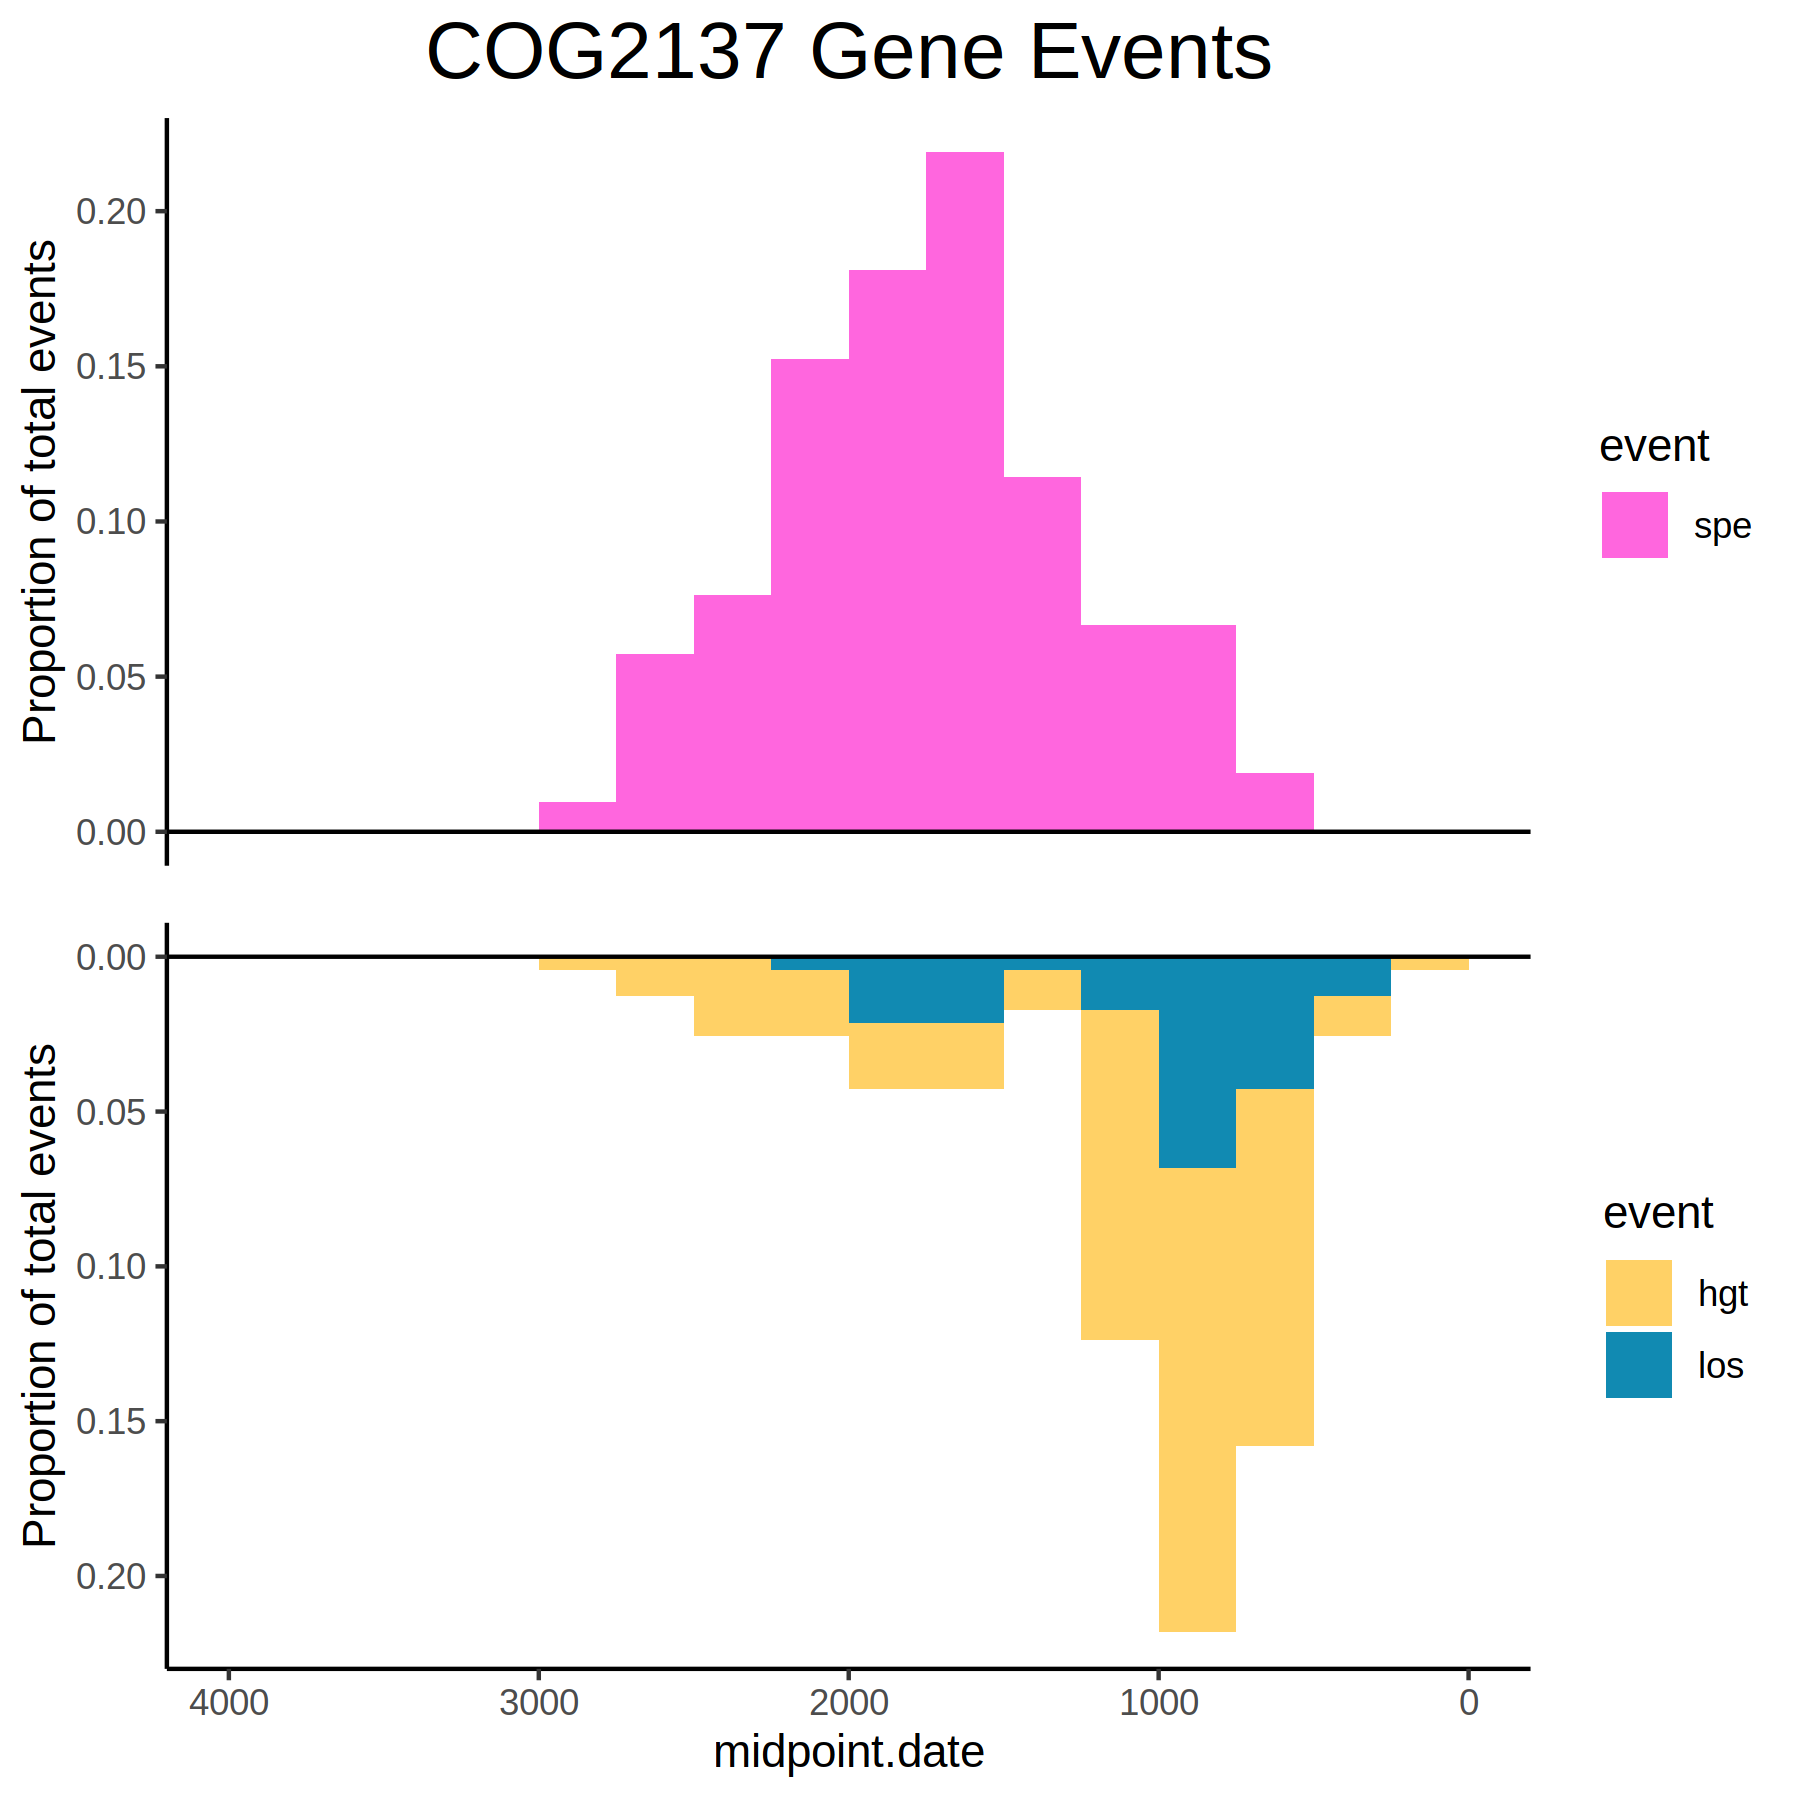 COG2137 Gene Events
Proportion of total events
0.20
0.15
0.10
0.05
0.00
event
spe
Proportion of total events
0.00
0.05
0.10
0.15
0.20
event
hgt
los
4000 3000 2000 1000 0
midpoint.date